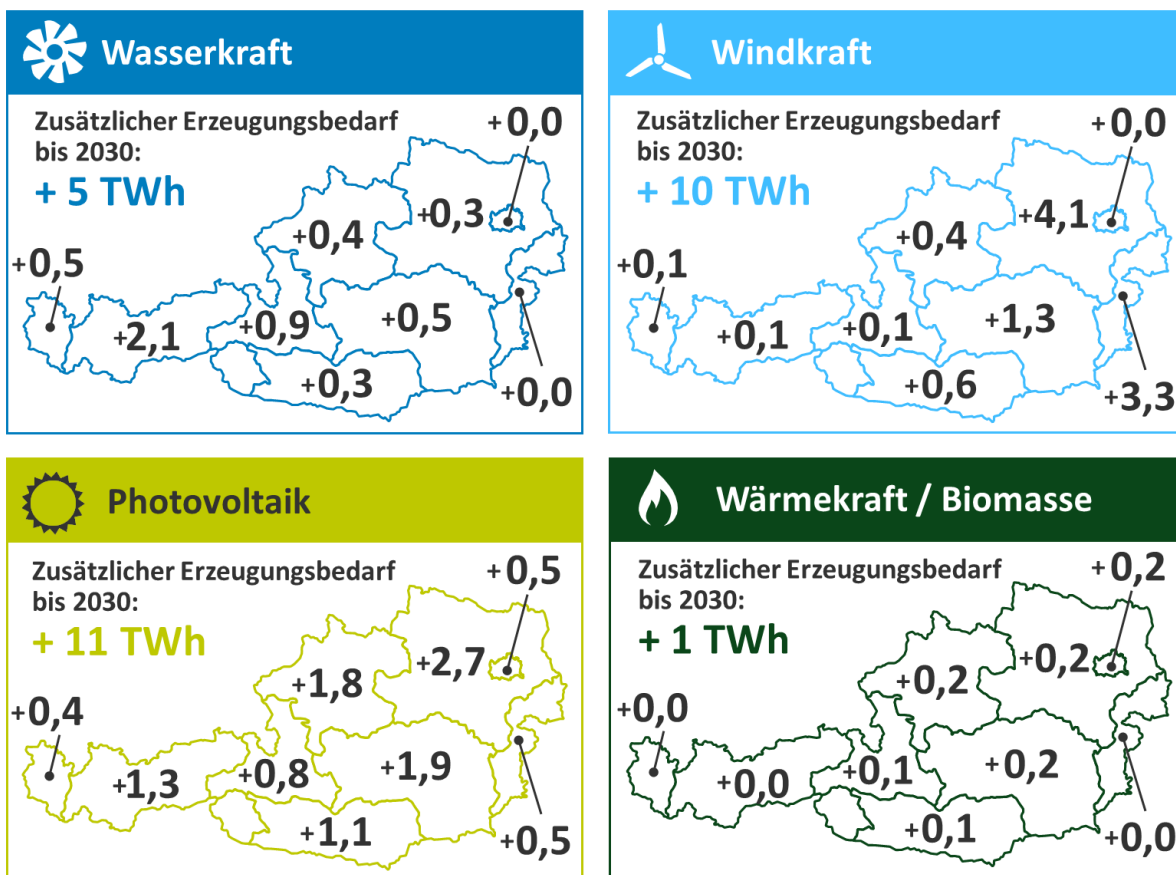 Wasserkraft
Zusätzlicher Erzeugungsbedarf
bis 2030:
+ 5 TWh
+0,0
+0,3
+0,4
+0,5
+2,1
+0,9
+0,5
+0,3
+0,0
Windkraft
Zusätzlicher Erzeugungsbedarf
bis 2030:
+ 10 TWh
+0,0
+4,1
+0,4
+0,1
+0,1
+0,1
+1,3
+0,6
+3,3
Photovoltaik
Zusätzlicher Erzeugungsbedarf
bis 2030:
+ 11 TWh
+0,5
+2,7
+1,8
+0,4
+1,3
+0,8
+1,9
+1,1
+0,5
Wärmekraft / Biomasse
Zusätzlicher Erzeugungsbedarf
bis 2030:
+ 1 TWh
+0,2
+0,2
+0,2
+0,0
+0,0
+0,1
+0,2
+0,1
+0,0